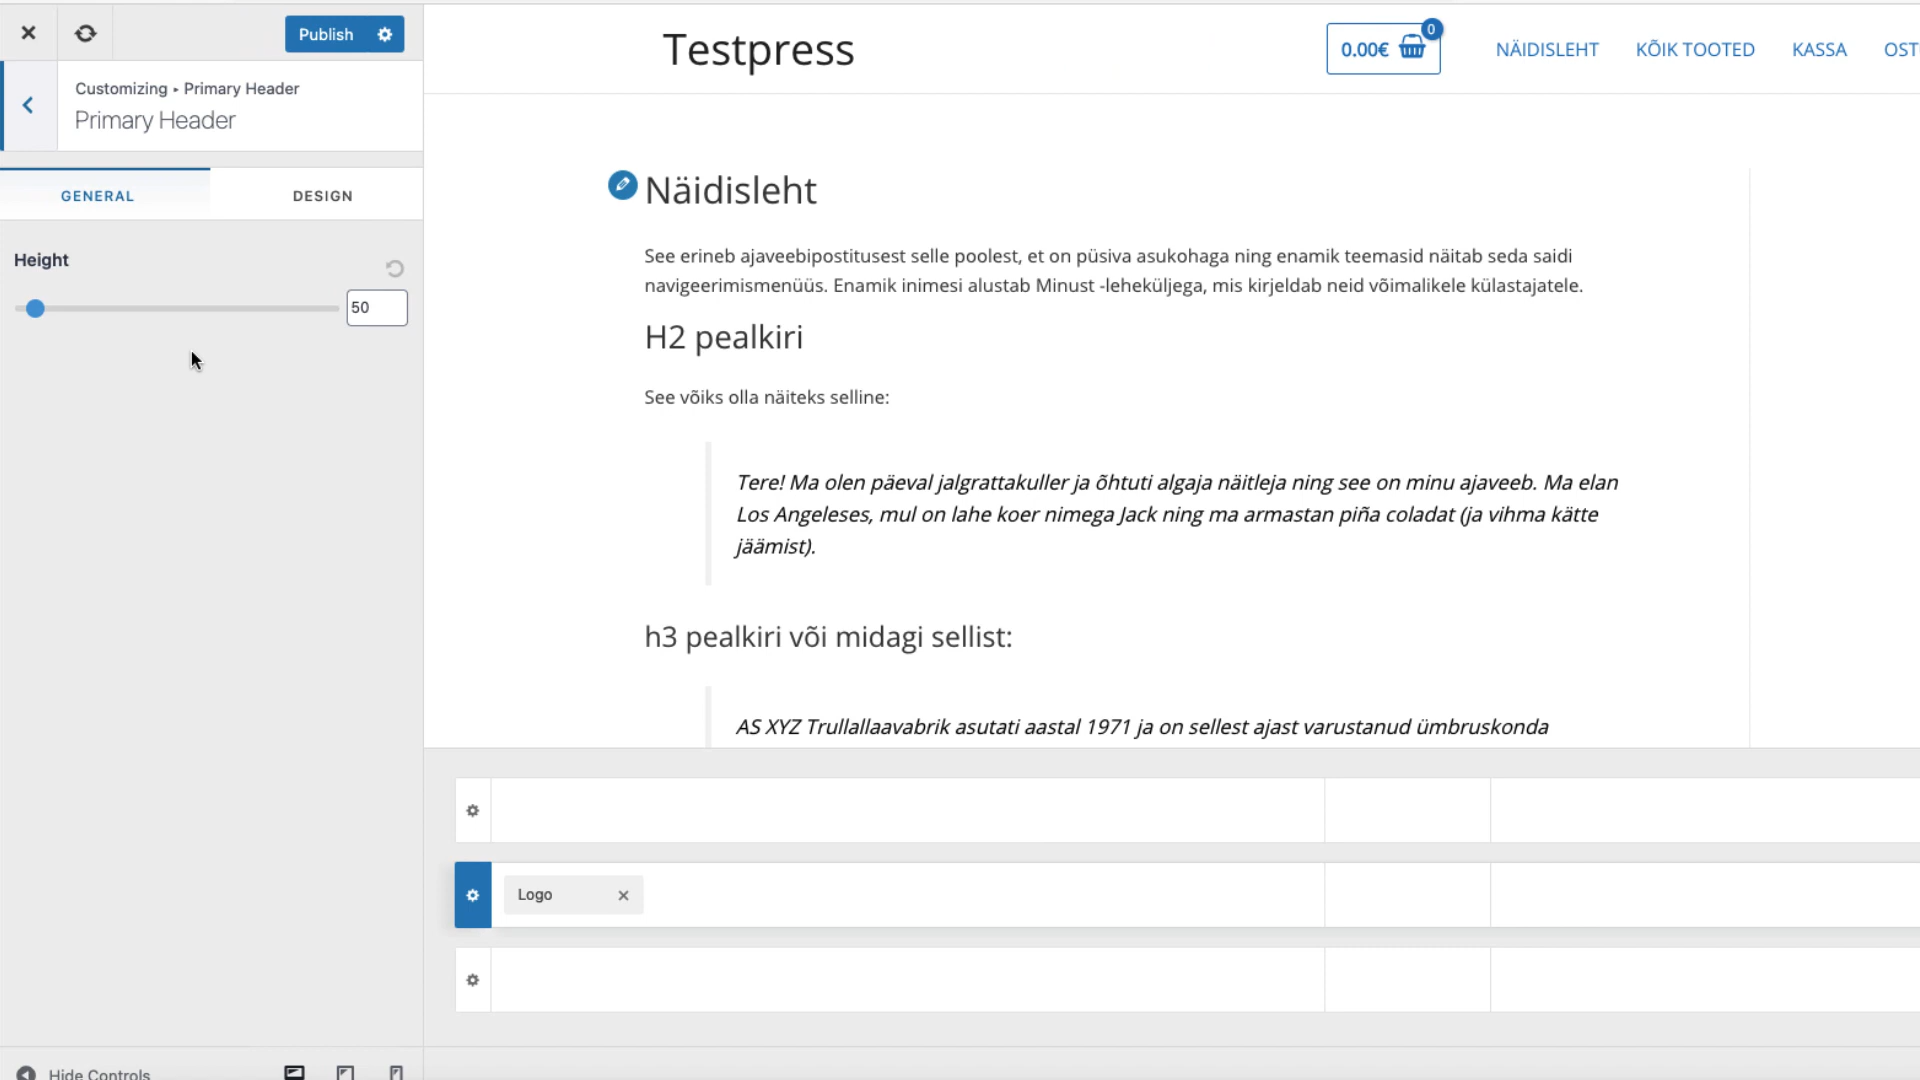 Publish
Customizing ▸ Primary Header
Primary Header
GENERAL
DESIGN
Height
50
Hide Controls
Testpress
0.00€
0
NÄIDISLEHT
KÕIK TOOTED
KASSA
OST
Näidisleht
See erineb ajaveebipostitusest selle poolest, et on püsiva asukohaga ning enamik teemasid näitab seda saidi
navigeerimismenüüs. Enamik inimesi alustab Minust -leheküljega, mis kirjeldab neid võimalikele külastajatele.
H2 pealkiri
See võiks olla näiteks selline:
Tere! Ma olen päeval jalgrattakuller ja õhtuti algaja näitleja ning see on minu ajaveeb. Ma elan
Los Angeleses, mul on lahe koer nimega Jack ning ma armastan piña coladat (ja vihma kätte
jäämist).
h3 pealkiri või midagi sellist:
AS XYZ Trullallaavabrik asutati aastal 1971 ja on sellest ajast varustanud ümbruskonda
Logo